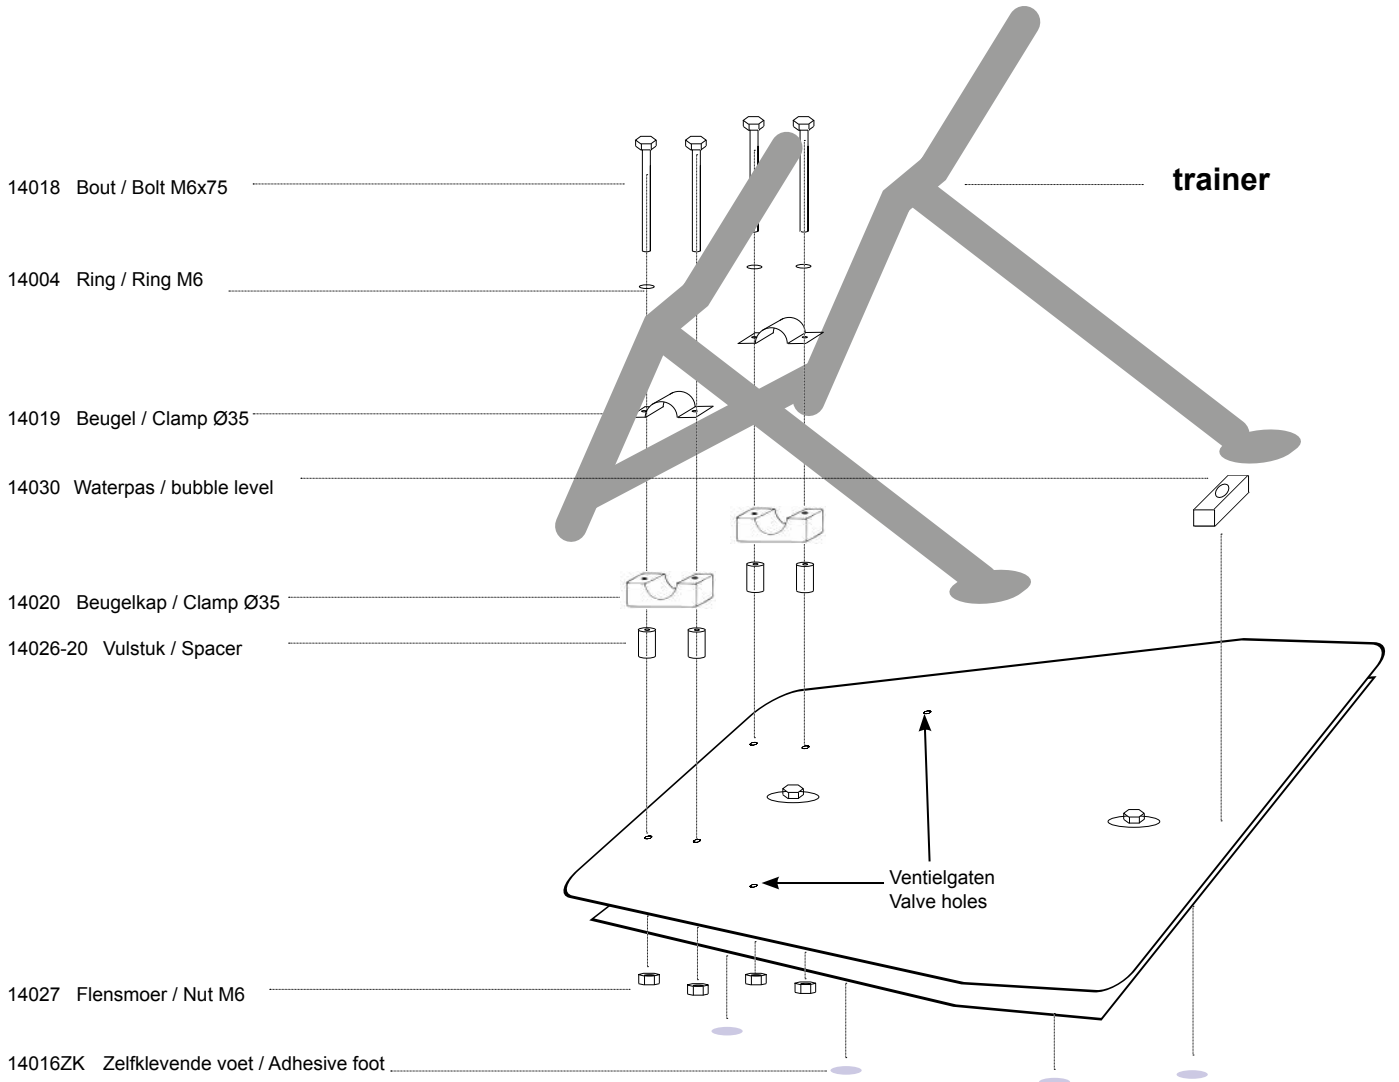 trainer
14018 Bout / Bolt M6x75
14004 Ring / Ring M6
14019 Beugel / Clamp Ø35
14030 Waterpas / bubble level
14020 Beugelkap / Clamp Ø35
14026-20 Vulstuk / Spacer
Ventielgaten
Valve holes
14027 Flensmoer / Nut M6
14016ZK Zelfklevende voet / Adhesive foot